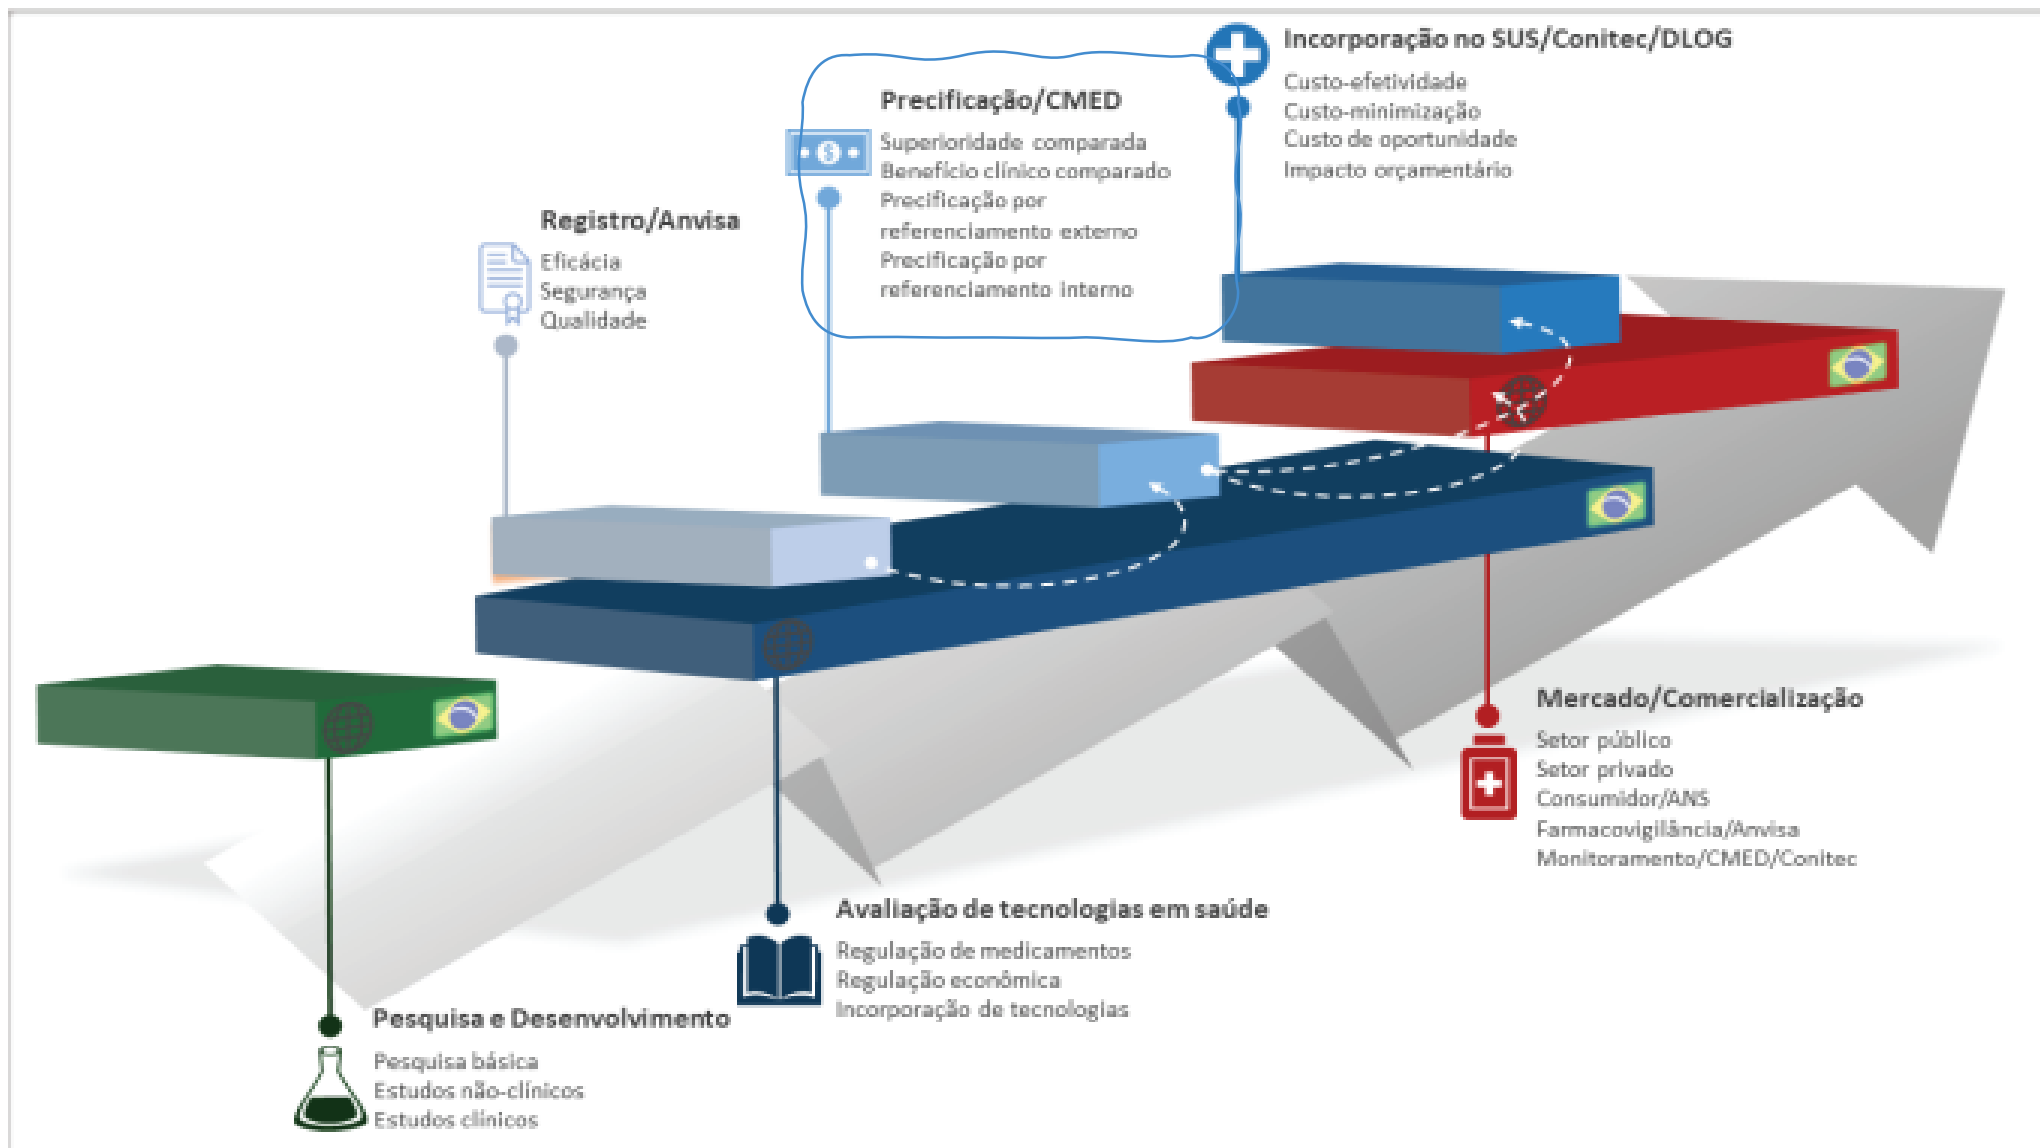 Incorporação no SUS/Conitec/DLOG
Custo-efetividade
Custo-minimização
Custo de oportunidade
Impacto orçamentário
Precificação/CMED
Superioridade comparada
Benefício clínico comparado
Precificação por
referenciamento externo
Precificação por
referenciamento interno
Registro/Anvisa
Eficácia
Segurança
Qualidade
Mercado/Comercialização
Setor público
Setor privado
Consumidor/ANS
Farmacovigilância/Anvisa
Monitoramento/CMED/Conitec
Avaliação de tecnologias em saúde
Regulação de medicamentos
Regulação econômica
Incorporação de tecnologias
Pesquisa e Desenvolvimento
Pesquisa básica
Estudos não-clínicos
Estudos clínicos